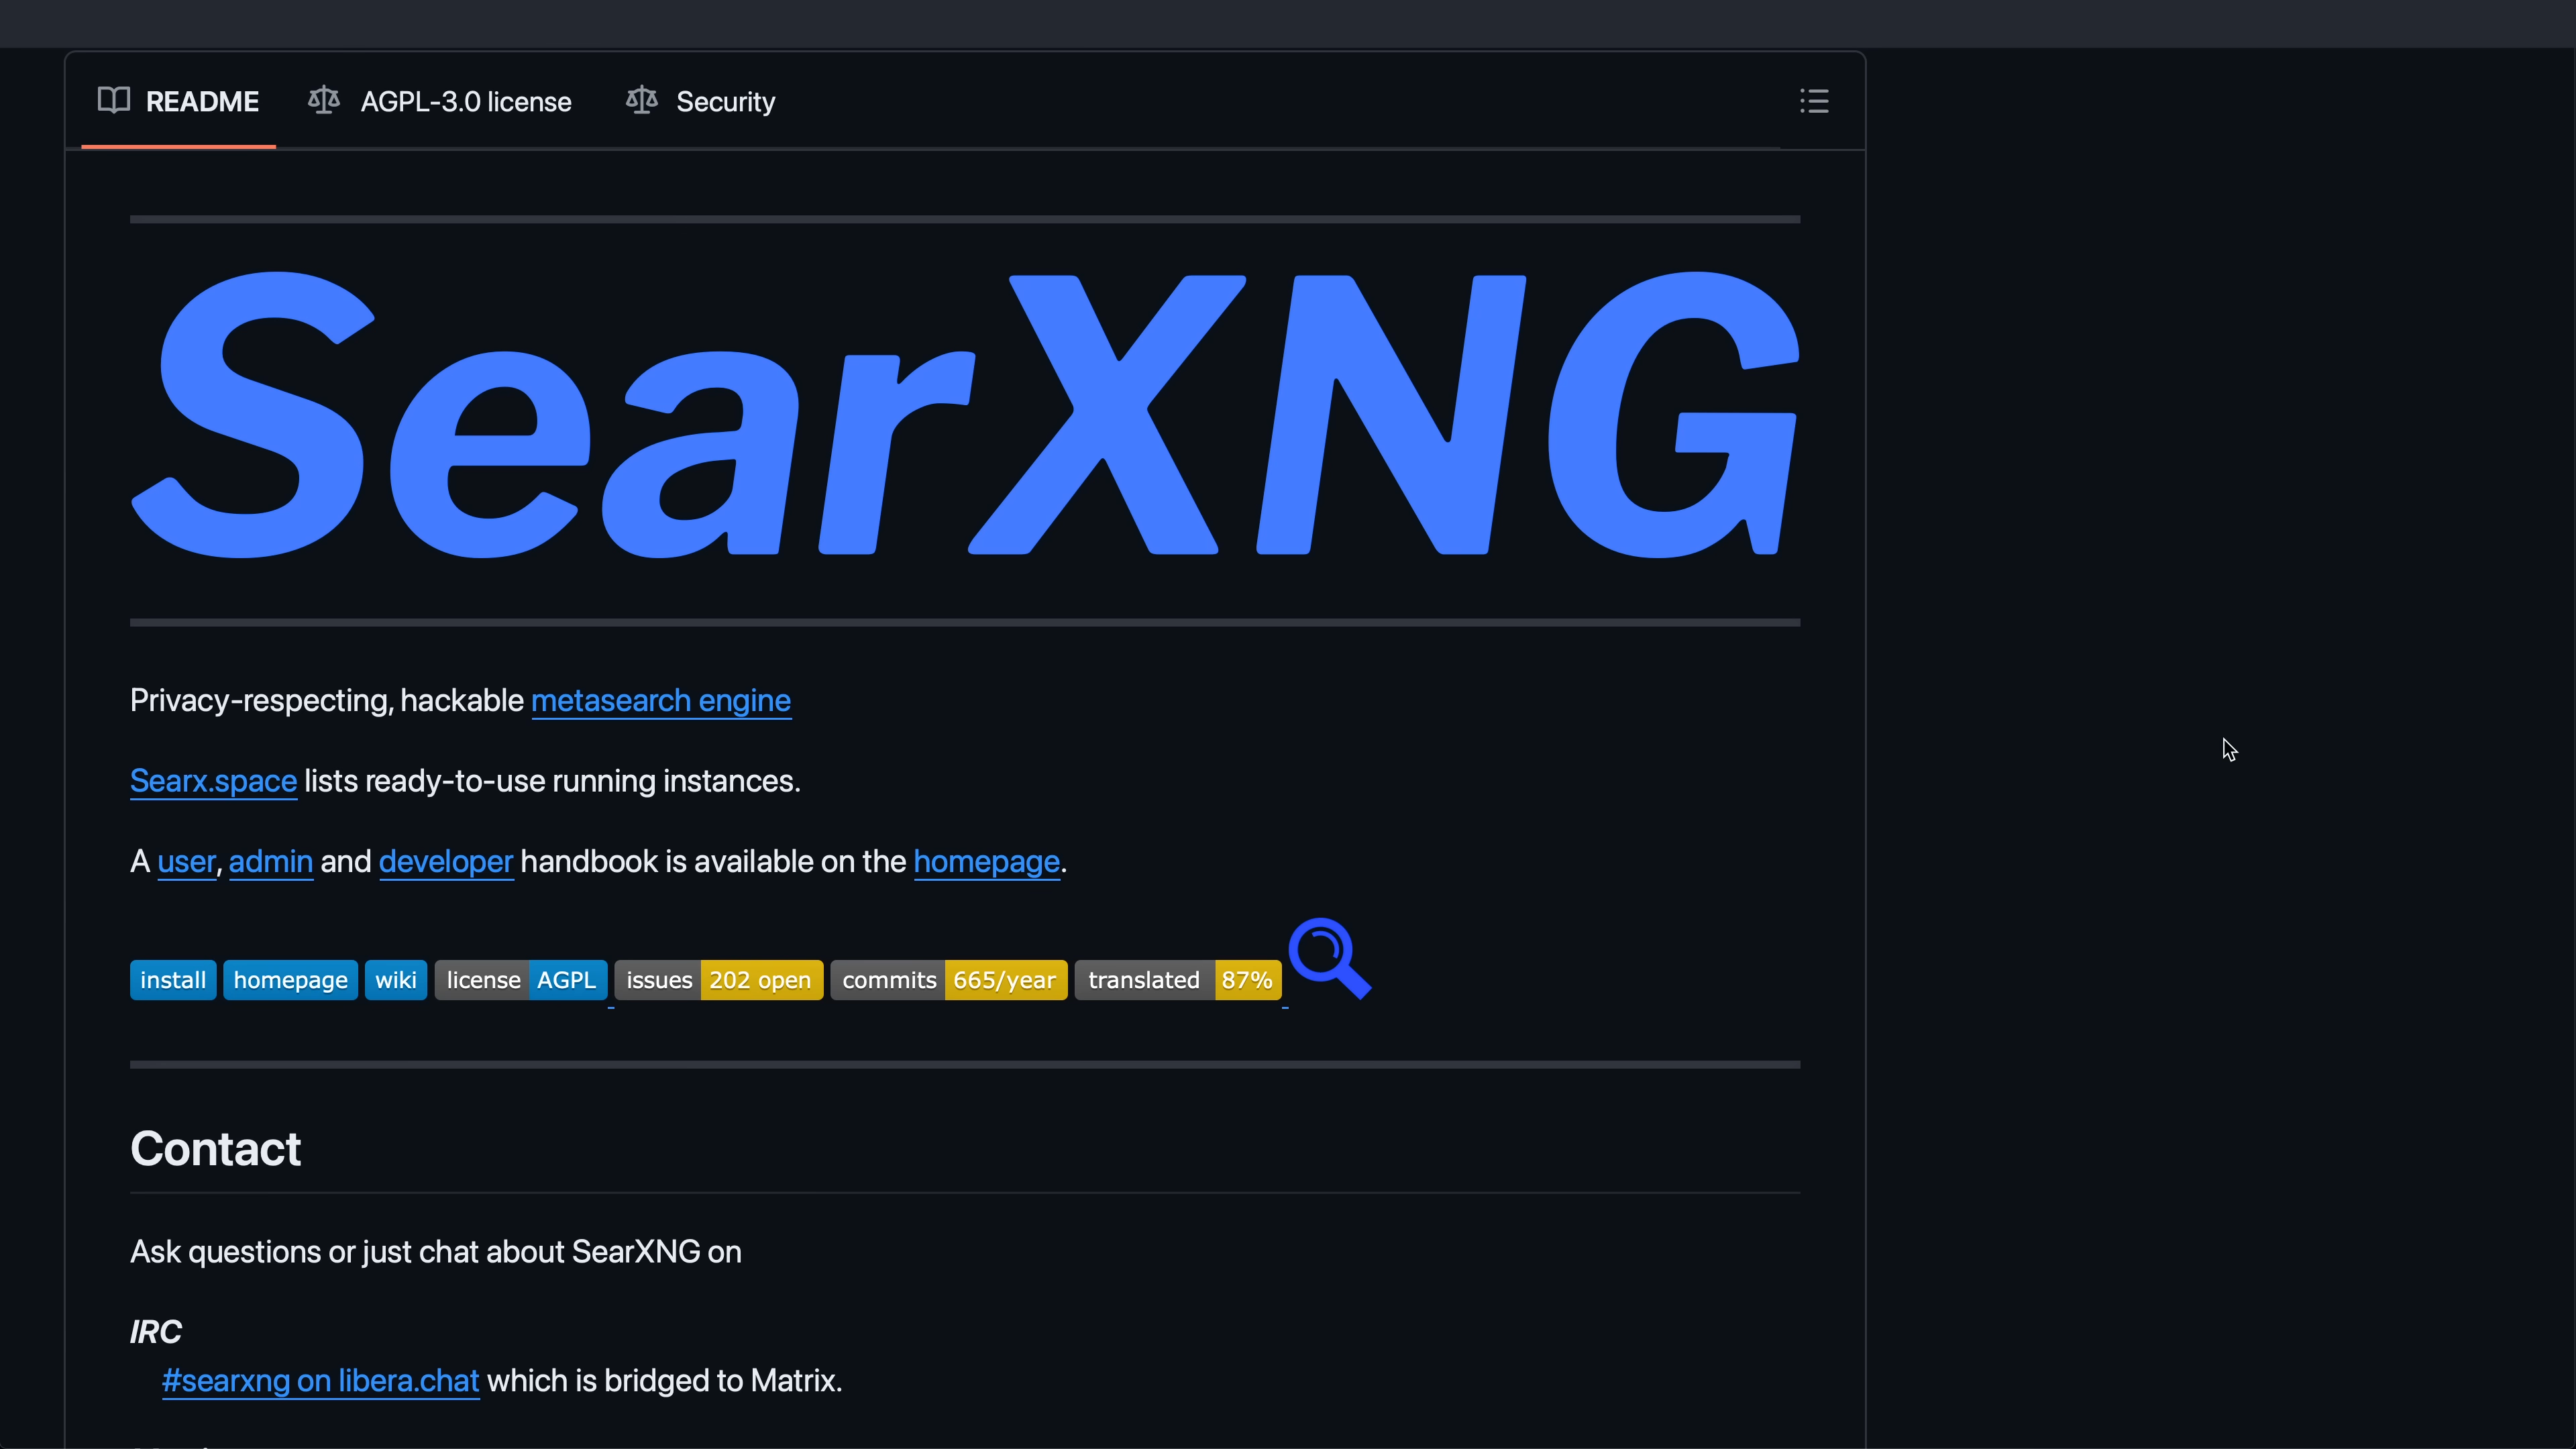 README AGPL-3.0 license Security
SearXNG
Privacy-respecting, hackable metasearch engine
Searx.space lists ready-to-use running instances.
A user, admin and developer handbook is available on the homepage.
install homepage wiki license AGPL issues 202 open commits 665/year translated 87%
Contact
Ask questions or just chat about SearXNG on
IRC
#searxng on libera.chat which is bridged to Matrix.